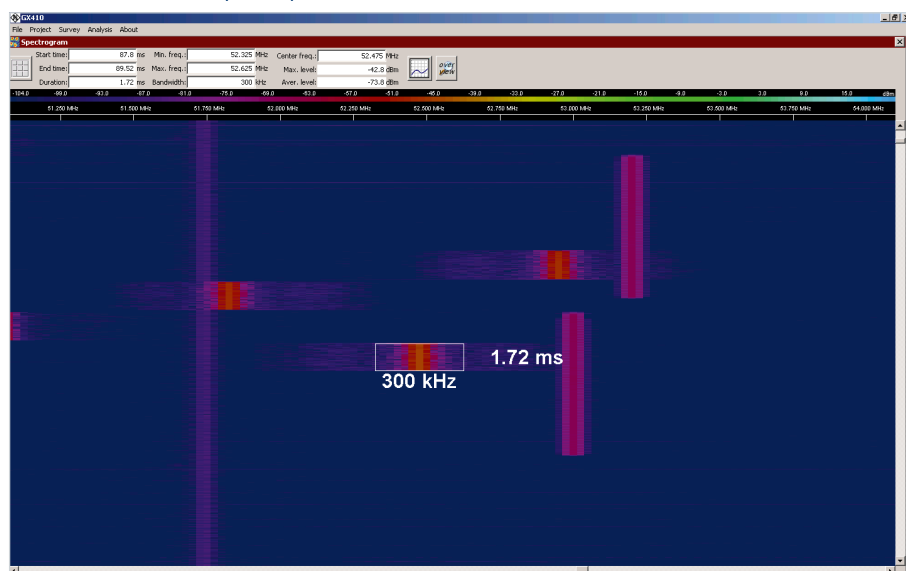 GX410
File Project Survey Analysis About
Spectrogram
Start time: 87.8 ms Min. freq.: 52.325 MHz Center freq.: 52.475 MHz
End time: 89.52 ms Max. freq.: 52.625 MHz Max. level: -42.8 dBm
Duration: 1.72 ms Bandwidth: 300 kHz Aver. level: -73.8 dBm
over view
-104.0 -99.0 -93.0 -87.0 -81.0 -75.0 -69.0 -63.0 -57.0 -51.0 -45.0 -39.0 -33.0 -27.0 -21.0 -15.0 -9.0 -3.0 3.0 9.0 15.0 dBm
51.250 MHz 51.500 MHz 51.750 MHz 52.000 MHz 52.250 MHz 52.500 MHz 52.750 MHz 53.000 MHz 53.250 MHz 53.500 MHz 53.750 MHz 54.000 MHz
1.72 ms
300 kHz